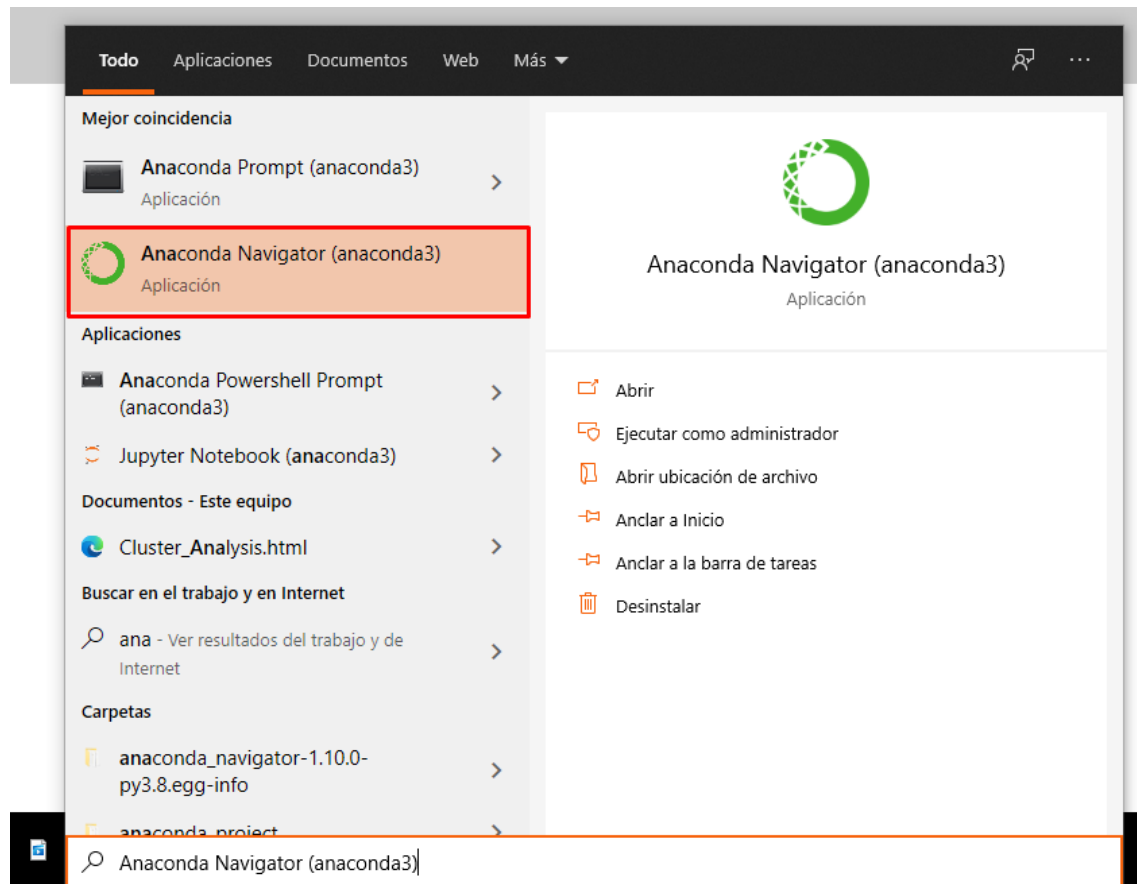 Todo Aplicaciones Documentos Web Más
Mejor coincidencia
Anaconda Prompt (anaconda3)
Aplicación
Anaconda Navigator (anaconda3)
Aplicación
Aplicaciones
Anaconda Powershell Prompt
(anaconda3)
Jupyter Notebook (anaconda3)
Documentos - Este equipo
Cluster_Analysis.html
Buscar en el trabajo y en Internet
ana - Ver resultados del trabajo y de
Internet
Carpetas
anaconda_navigator-1.10.0-
py3.8.egg-info
anaconda_project
Anaconda Navigator (anaconda3)
Aplicación
Abrir
Ejecutar como administrador
Abrir ubicación de archivo
Anclar a Inicio
Anclar a la barra de tareas
Desinstalar
Anaconda Navigator (anaconda3)